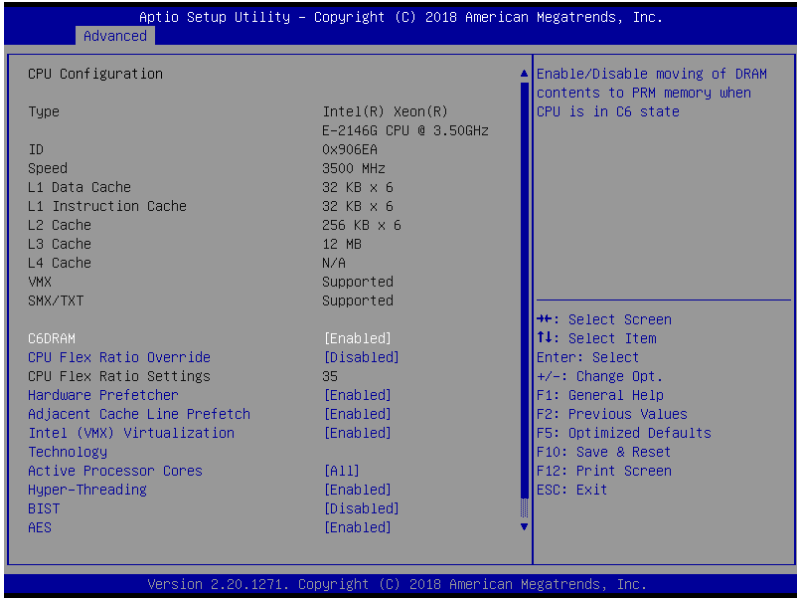 Aptio Setup Utility – Copyright (C) 2018 American Megatrends, Inc.
Advanced
CPU Configuration
Type Intel(R) Xeon(R)
E-2146G CPU @ 3.50GHz
ID 0x906EA
Speed 3500 MHz
L1 Data Cache 32 KB x 6
L1 Instruction Cache 32 KB x 6
L2 Cache 256 KB x 6
L3 Cache 12 MB
L4 Cache N/A
VMX Supported
SMX/TXT Supported
C6DRAM [Enabled]
CPU Flex Ratio Override [Disabled]
CPU Flex Ratio Settings 35
Hardware Prefetcher [Enabled]
Adjacent Cache Line Prefetch [Enabled]
Intel (VMX) Virtualization [Enabled]
Technology
Active Processor Cores [All]
Hyper-Threading [Enabled]
BIST [Disabled]
AES [Enabled]
Enable/Disable moving of DRAM
contents to PRM memory when
CPU is in C6 state
→←: Select Screen
↑↓: Select Item
Enter: Select
+/-: Change Opt.
F1: General Help
F2: Previous Values
F5: Optimized Defaults
F10: Save & Reset
F12: Print Screen
ESC: Exit
Version 2.20.1271. Copyright (C) 2018 American Megatrends, Inc.